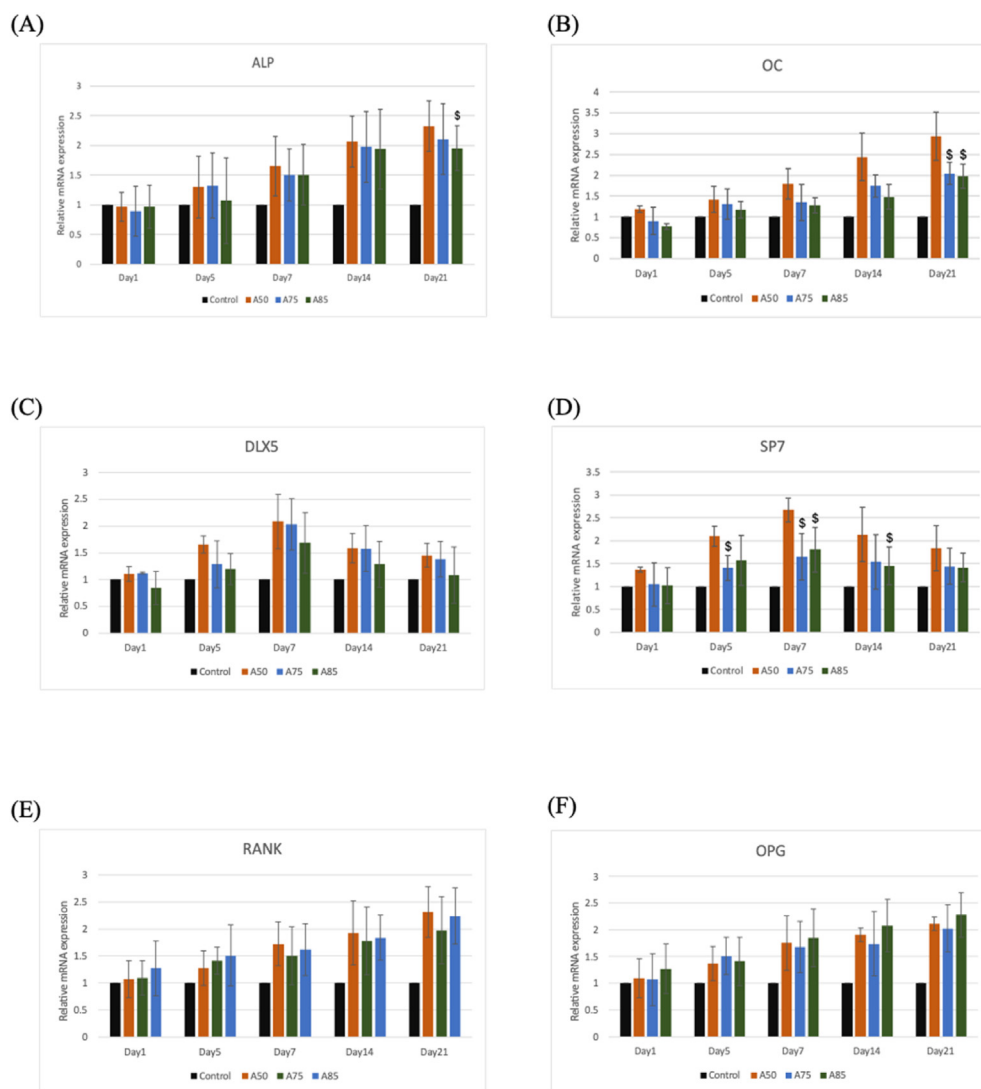 (A)
ALP
Relative mRNA expression
3
2.5
2
1.5
1
0.5
0
$
Day1 Day5 Day7 Day14 Day21
Control A50 A75 A85
(B)
OC
Relative mRNA expression
4
3.5
3
2.5
2
1.5
1
0.5
0
$ $
Day1 Day5 Day7 Day14 Day21
Control A50 A75 A85
(C)
DLX5
Relative mRNA expression
3
2.5
2
1.5
1
0.5
0
Day1 Day5 Day7 Day14 Day21
Control A50 A75 A85
(D)
SP7
Relative mRNA expression
3.5
3
2.5
2
1.5
1
0.5
0
$ $ $ $
Day1 Day5 Day7 Day14 Day21
Control A50 A75 A85
(E)
RANK
Relative mRNA expression
3
2.5
2
1.5
1
0.5
0
Day1 Day5 Day7 Day14 Day21
Control A50 A75 A85
(F)
OPG
Relative mRNA expression
3
2.5
2
1.5
1
0.5
0
Day1 Day5 Day7 Day14 Day21
Control A50 A75 A85